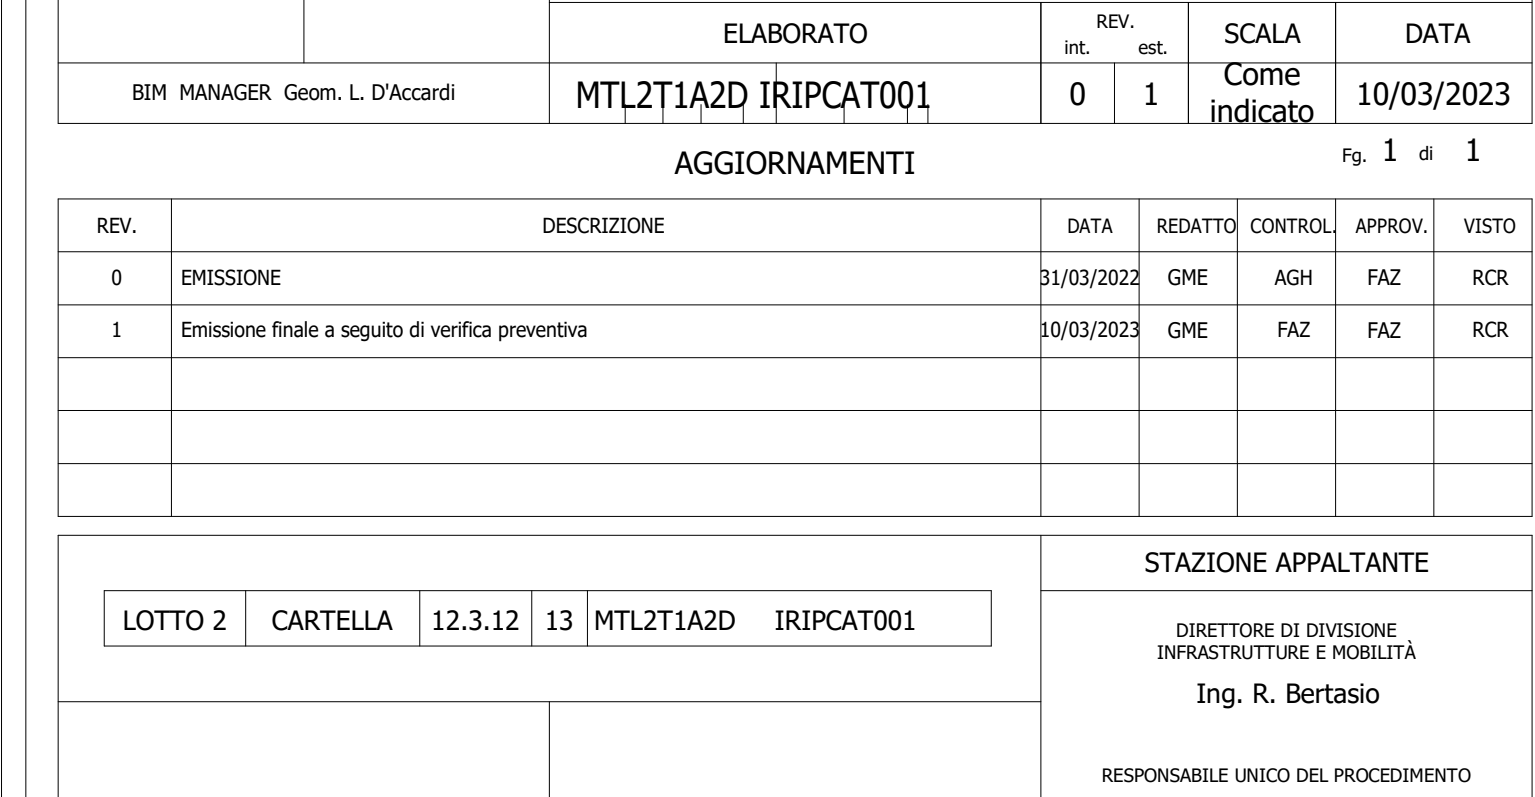 ELABORATO
REV.
int. est.
SCALA
DATA
BIM MANAGER Geom. L. D'Accardi
MTL2T1A2D IRIPCAT001
0 1
Come
indicato
10/03/2023
AGGIORNAMENTI
Fg. 1 di 1
REV. DESCRIZIONE DATA REDATTO CONTROL. APPROV. VISTO
0 EMISSIONE 31/03/2022 GME AGH FAZ RCR
1 Emissione finale a seguito di verifica preventiva 10/03/2023 GME FAZ FAZ RCR
LOTTO 2 CARTELLA 12.3.12 13 MTL2T1A2D IRIPCAT001
STAZIONE APPALTANTE
DIRETTORE DI DIVISIONE
INFRASTRUTTURE E MOBILITÀ
Ing. R. Bertasio
RESPONSABILE UNICO DEL PROCEDIMENTO